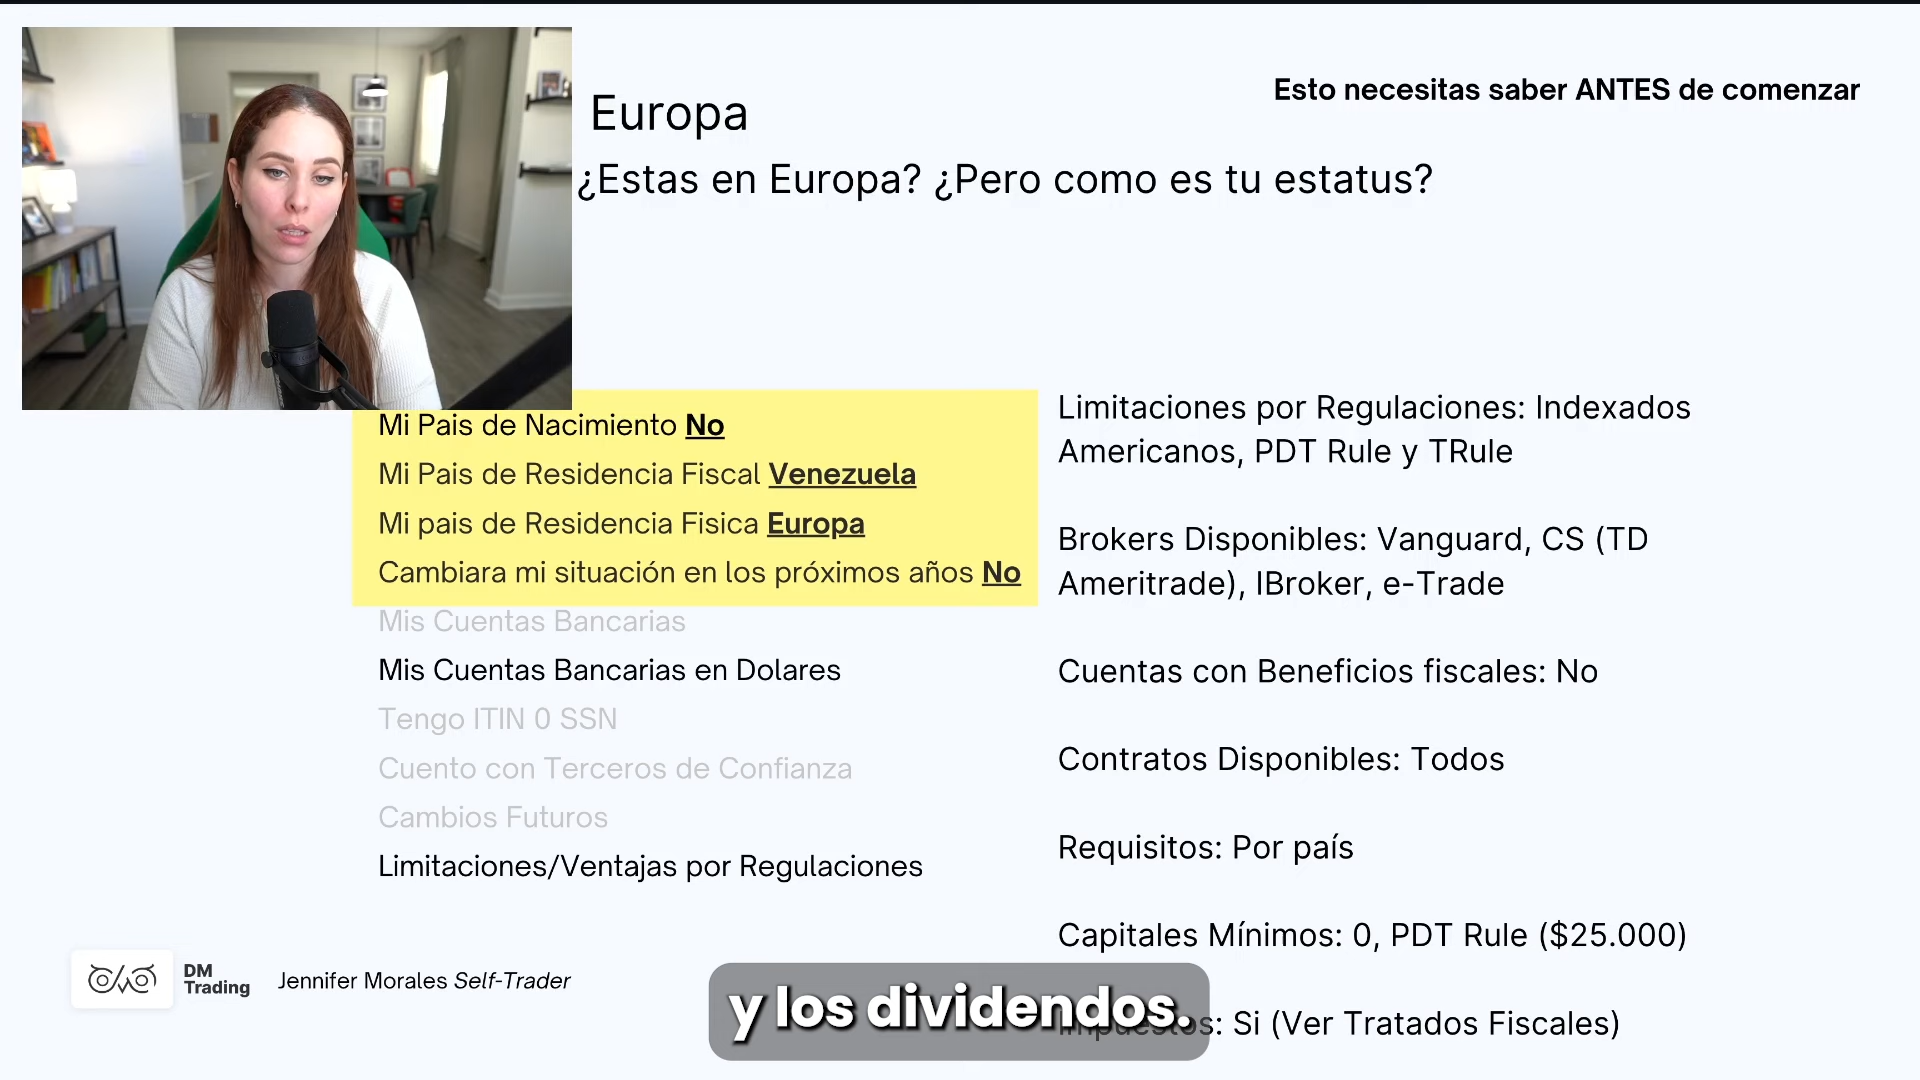 Esto necesitas saber ANTES de comenzar
Europa
¿Estas en Europa? ¿Pero como es tu estatus?
Mi Pais de Nacimiento No
Mi Pais de Residencia Fiscal Venezuela
Mi pais de Residencia Fisica Europa
Cambiara mi situación en los próximos años No
Mis Cuentas Bancarias
Mis Cuentas Bancarias en Dolares
Tengo ITIN 0 SSN
Cuento con Terceros de Confianza
Cambios Futuros
Limitaciones/Ventajas por Regulaciones
Limitaciones por Regulaciones: Indexados
Americanos, PDT Rule y TRule
Brokers Disponibles: Vanguard, CS (TD
Ameritrade), IBroker, e-Trade
Cuentas con Beneficios fiscales: No
Contratos Disponibles: Todos
Requisitos: Por país
Capitales Mínimos: 0, PDT Rule ($25.000)
Impuestos: Si (Ver Tratados Fiscales)
DM
Trading
Jennifer Morales Self-Trader
y los dividendos.